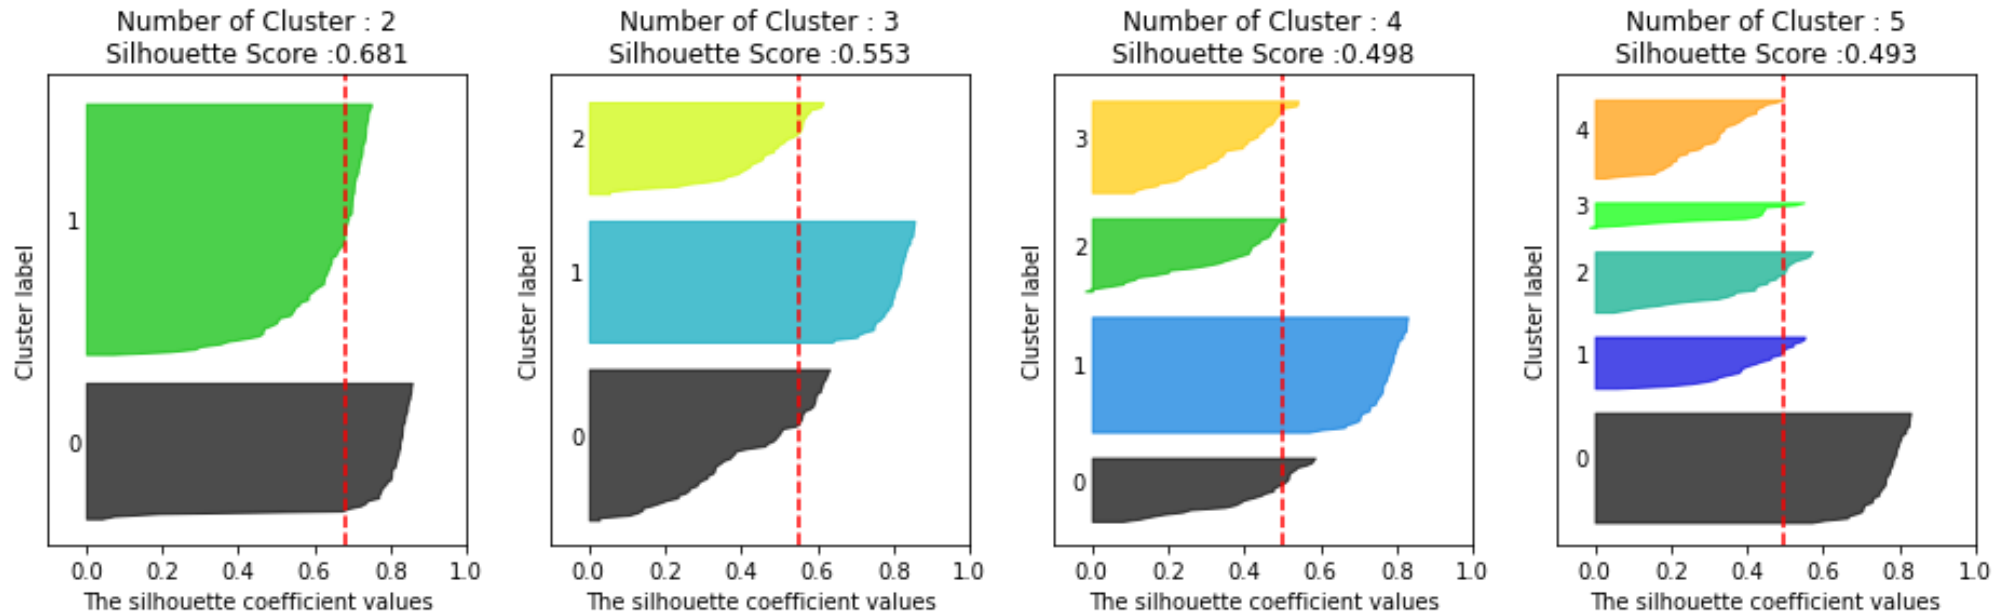 Number of Cluster : 2
Silhouette Score :0.681
Cluster label
1
0
0.0 0.2 0.4 0.6 0.8 1.0
The silhouette coefficient values
Number of Cluster : 3
Silhouette Score :0.553
Cluster label
2
1
0
0.0 0.2 0.4 0.6 0.8 1.0
The silhouette coefficient values
Number of Cluster : 4
Silhouette Score :0.498
Cluster label
3
2
1
0
0.0 0.2 0.4 0.6 0.8 1.0
The silhouette coefficient values
Number of Cluster : 5
Silhouette Score :0.493
Cluster label
4
3
2
1
0
0.0 0.2 0.4 0.6 0.8 1.0
The silhouette coefficient values